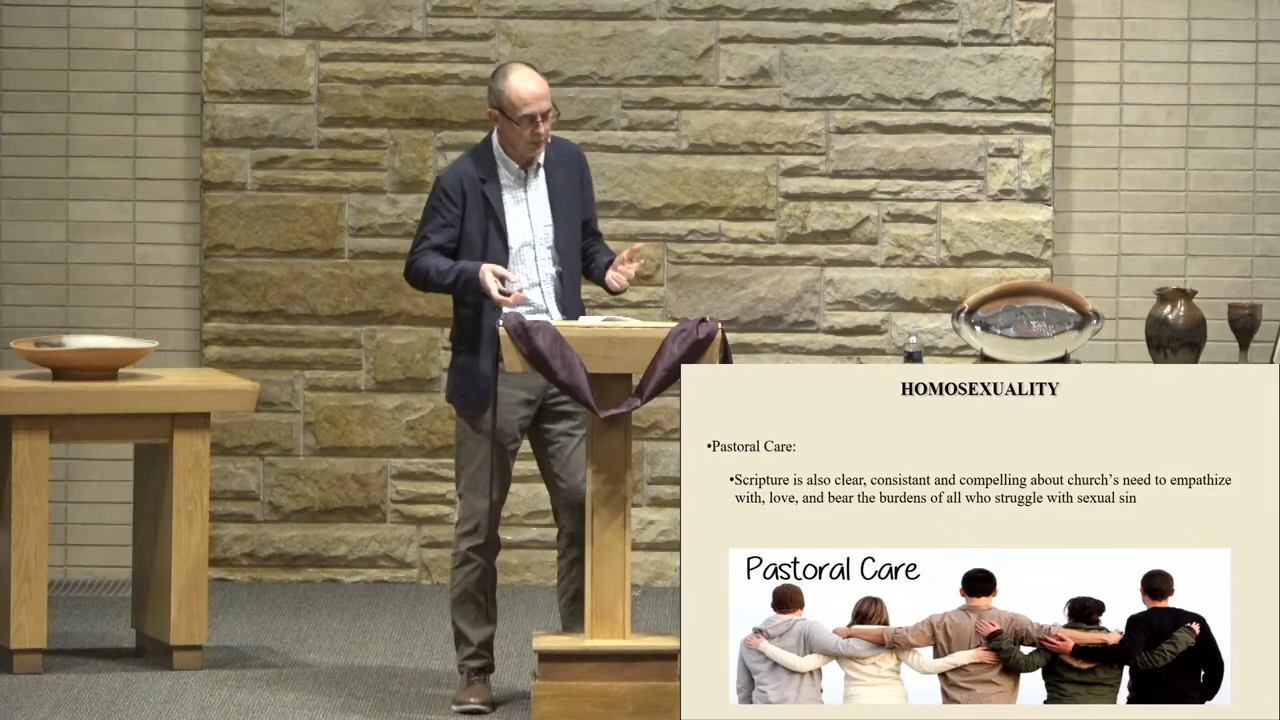 HOMOSEXUALITY
•Pastoral Care:
•Scripture is also clear, consistant and compelling about church's need to empathize
with, love, and bear the burdens of all who struggle with sexual sin
Pastoral Care